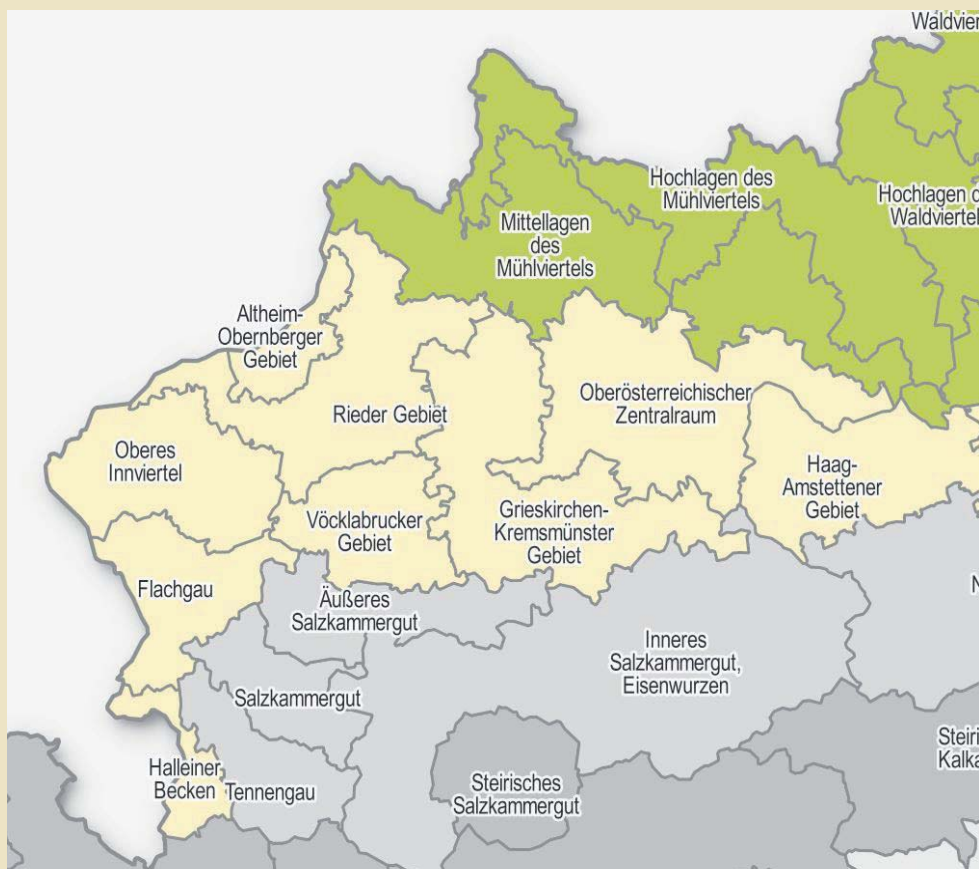 Waldvier
Hochlagen des
Mühlviertels
Hochlagen d
Waldviertel
Mittellagen
des
Mühlviertels
Altheim-
Obernberger
Gebiet
Rieder Gebiet
Oberösterreichischer
Zentralraum
Oberes
Innviertel
Haag-
Amstettener
Gebiet
Vöcklabrucker
Gebiet
Grieskirchen-
Kremsmünster
Gebiet
Flachgau
Äußeres
Salzkammergut
N
Inneres
Salzkammergut,
Eisenwurzen
Salzkammergut
Steiri
Kalka
Halleiner
Becken
Tennengau
Steirisches
Salzkammergut